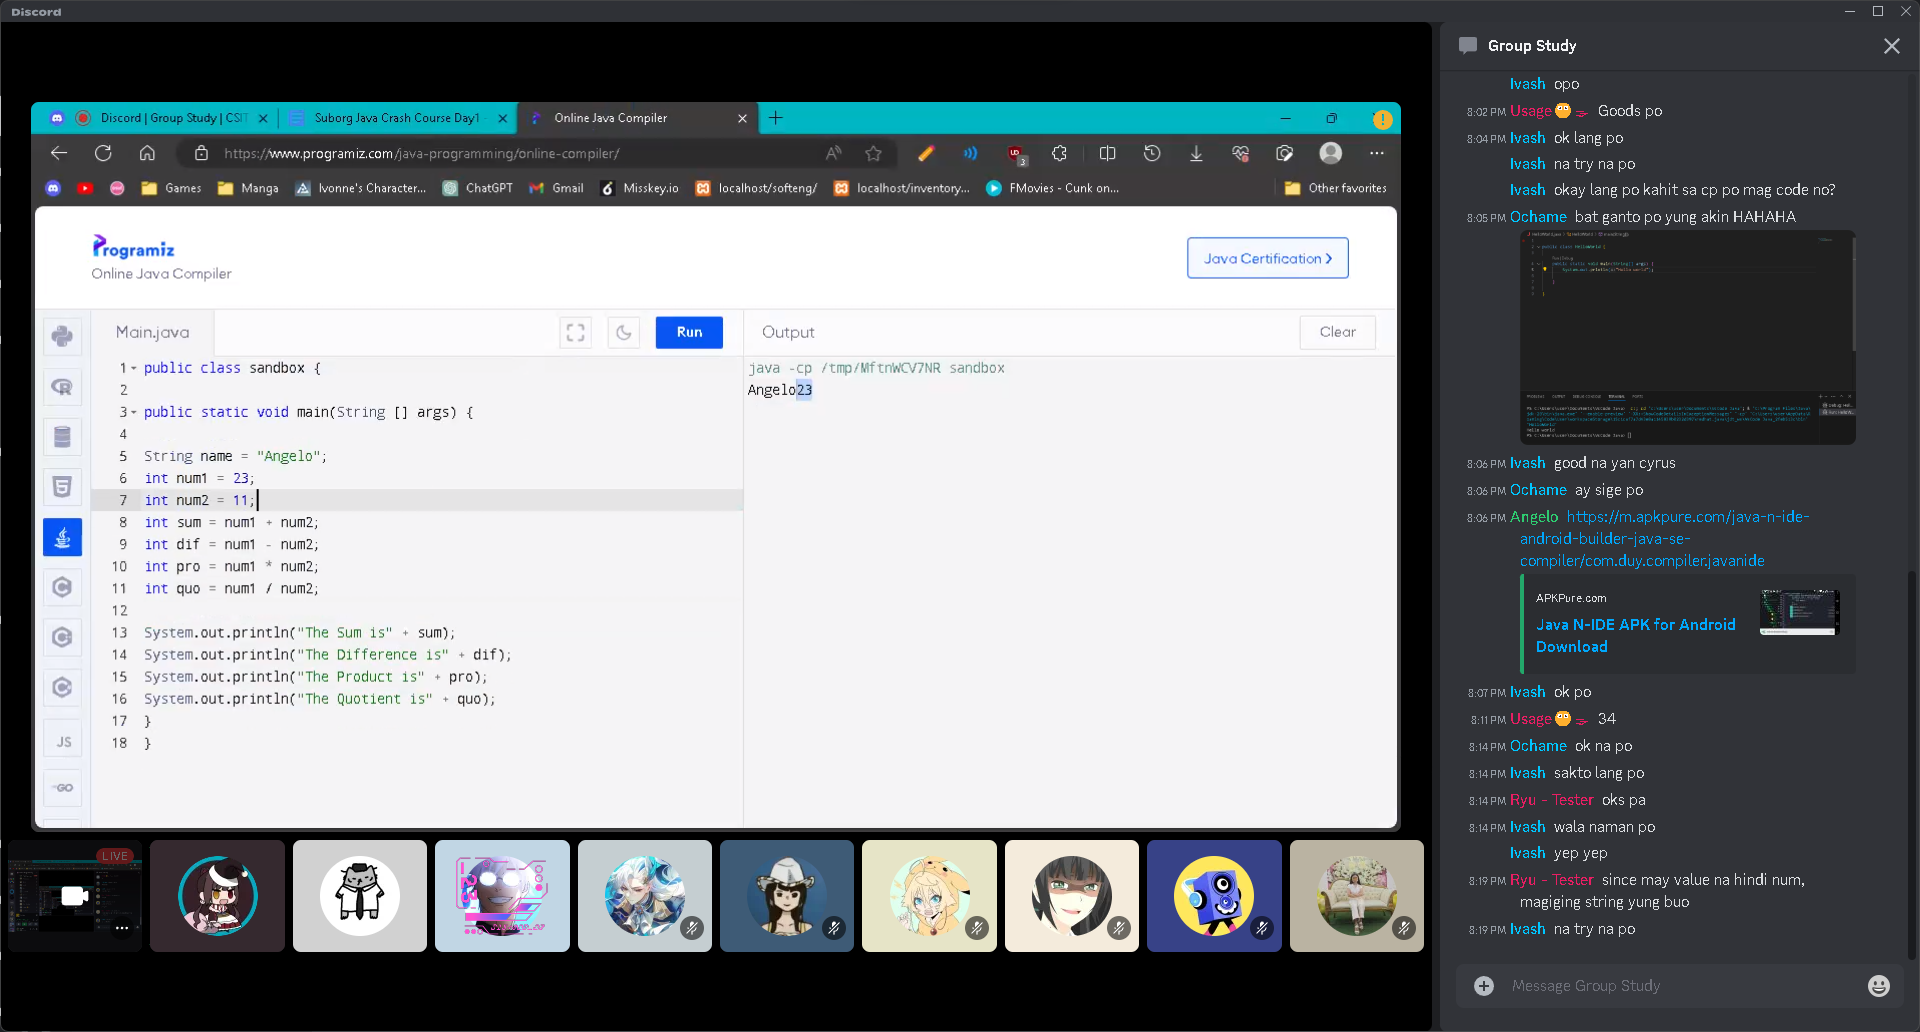 Discord
Discord | Group Study | CSIT
Suborg Java Crash Course Day1
Online Java Compiler
https://www.programiz.com/java-programming/online-compiler/
3
Games
Manga
Ivonne's Character...
ChatGPT
Gmail
Misskey.io
localhost/softeng/
localhost/inventory...
FMovies - Cunk on...
Other favorites
Programiz
Online Java Compiler
Java Certification >
Main.java
Run
Output
Clear
1 public class sandbox {
2
3 public static void main(String [] args) {
4
5 String name = "Angelo";
6 int num1 = 23;
7 int num2 = 11;
8 int sum = num1 + num2;
9 int dif = num1 - num2;
10 int pro = num1 * num2;
11 int quo = num1 / num2;
12
13 System.out.println("The Sum is" + sum);
14 System.out.println("The Difference is" + dif);
15 System.out.println("The Product is" + pro);
16 System.out.println("The Quotient is" + quo);
17 }
18 }
JS
GO
java -cp /tmp/MftnWCV7NR sandbox
Angelo23
LIVE
Group Study
Ivash opo
8:02 PM Usage Goods po
8:04 PM Ivash ok lang po
Ivash na try na po
Ivash okay lang po kahit sa cp po mag code no?
8:05 PM Ochame bat ganto po yung akin HAHAHA
8:06 PM Ivash good na yan cyrus
8:06 PM Ochame ay sige po
8:06 PM Angelo https://m.apkpure.com/java-n-ide-
android-builder-java-se-
compiler/com.duy.compiler.javanide
APKPure.com
Java N-IDE APK for Android
Download
8:07 PM Ivash ok po
8:11 PM Usage 34
8:14 PM Ochame ok na po
8:14 PM Ivash sakto lang po
8:14 PM Ryu - Tester oks pa
8:14 PM Ivash wala naman po
Ivash yep yep
8:19 PM Ryu - Tester since may value na hindi num,
magiging string yung buo
8:19 PM Ivash na try na po
Message Group Study